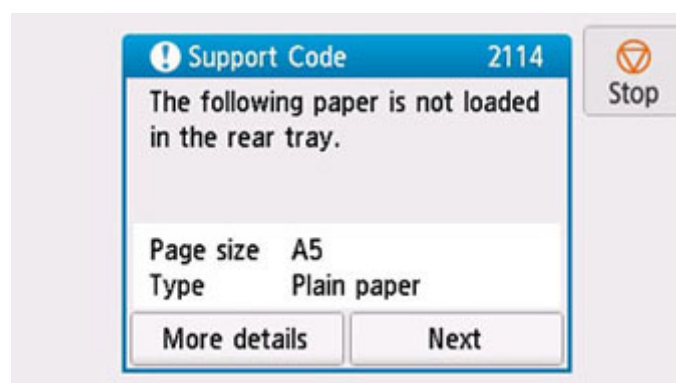 Support Code 2114
Stop
The following paper is not loaded
in the rear tray.
Page size A5
Type Plain paper
More details Next